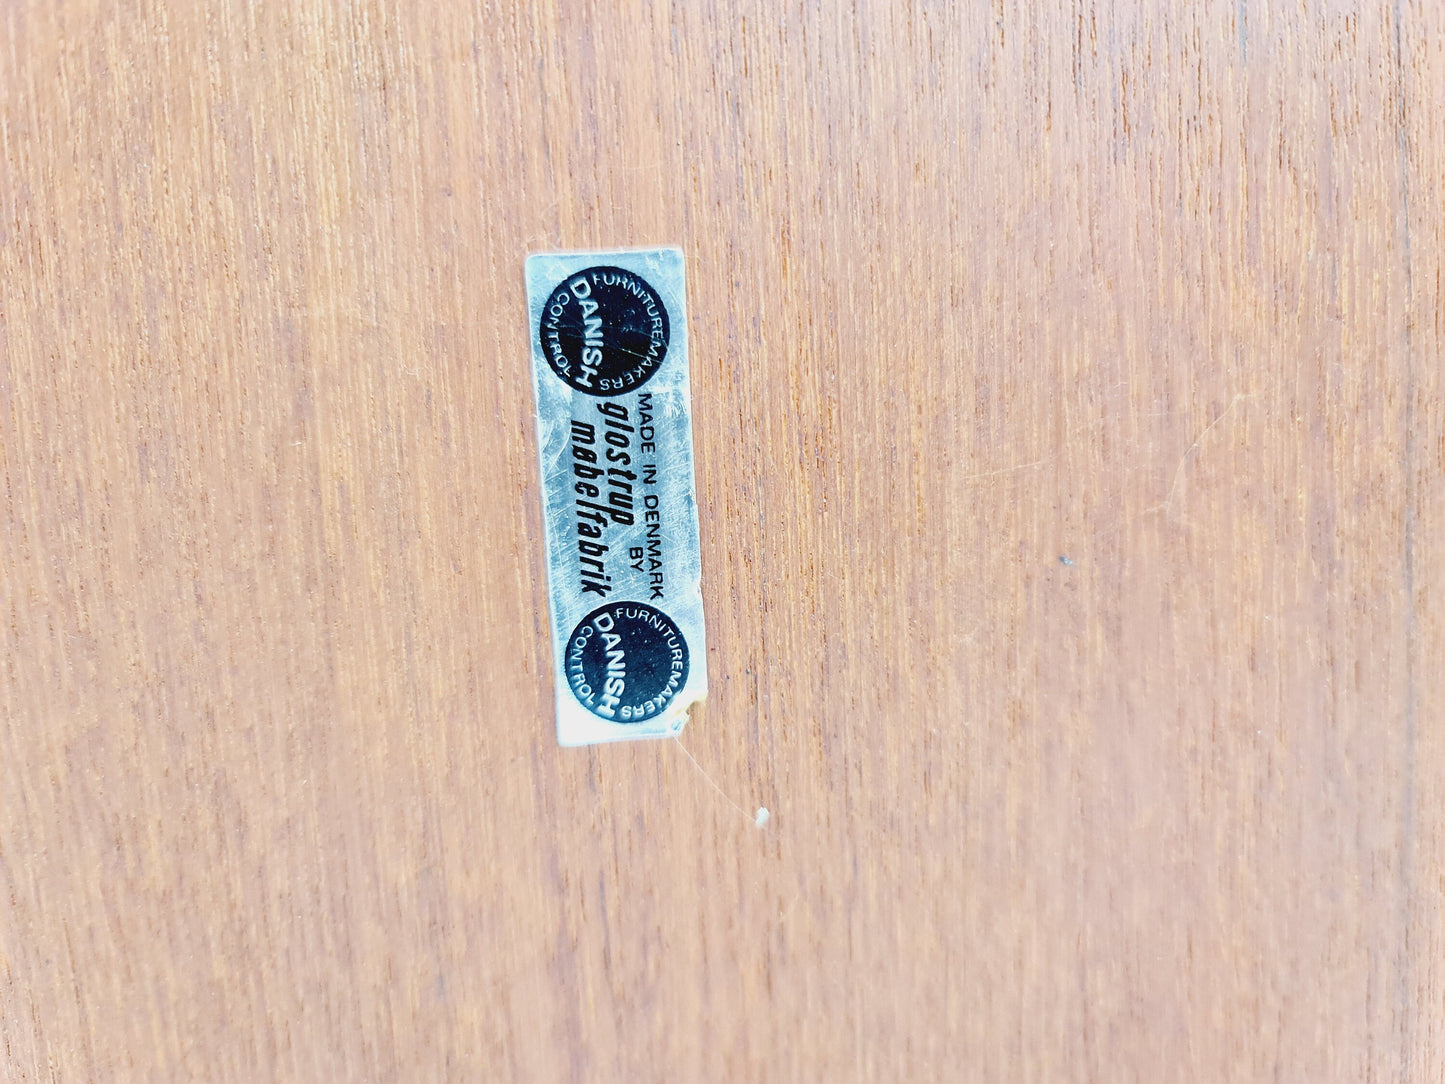 DANISH
FURNITUREMAKERS
CONTROL
MADE IN DENMARK
BY
glostrup
møbelfabrik
DANISH
FURNITUREMAKERS
CONTROL